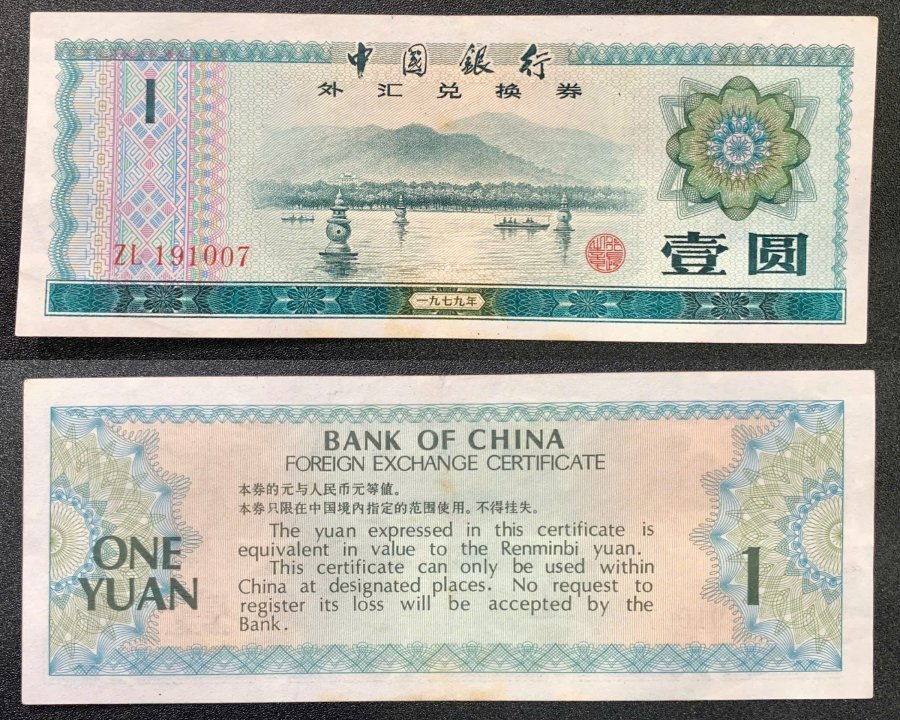 中國銀行
外汇兑换券
1
ZL 191007
壹圆
一九七九年
BANK OF CHINA
FOREIGN EXCHANGE CERTIFICATE
本券的元与人民币元等值。
本券只限在中国境内指定的范围使用。不得挂失。
The yuan expressed in this certificate is
equivalent in value to the Renminbi yuan.
This certificate can only be used within
China at designated places. No request to
register its loss will be accepted by the
Bank.
ONE
YUAN
1